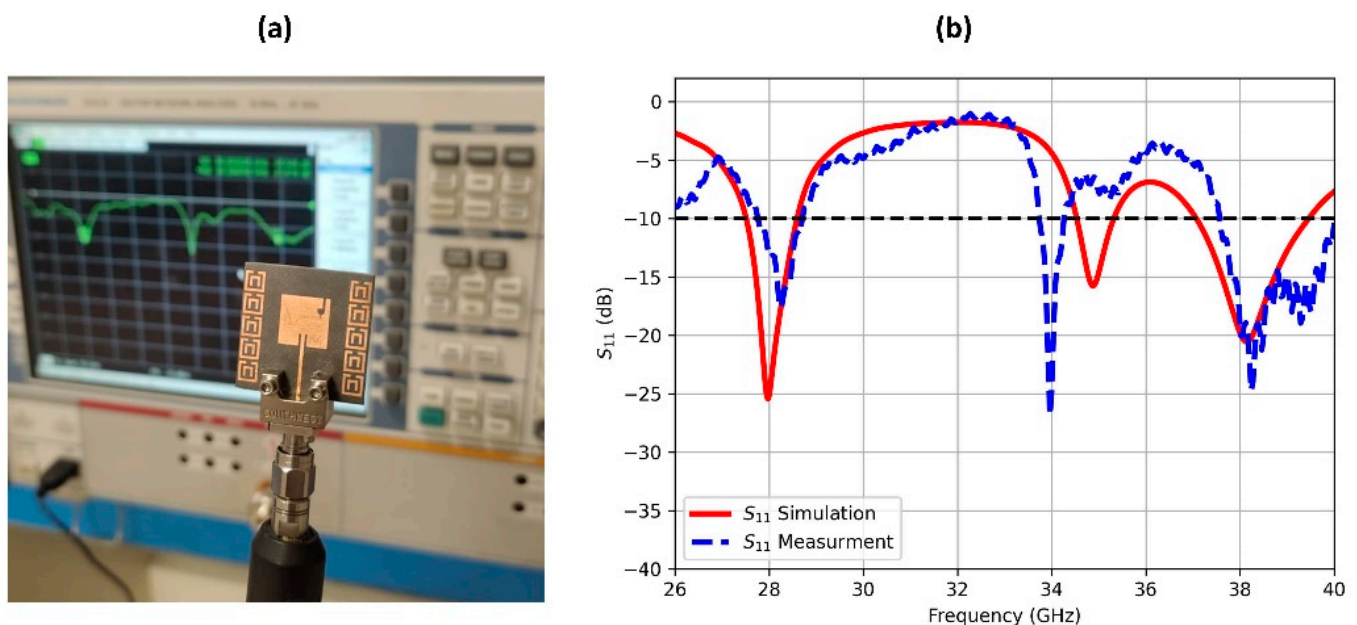 (a)
(b)
0
−5
−10
−15
−20
−25
−30
−35
−40
S₁₁ (dB)
S₁₁ Simulation
S₁₁ Measurment
26 28 30 32 34 36 38 40
Frequency (GHz)
SOUTHWEST